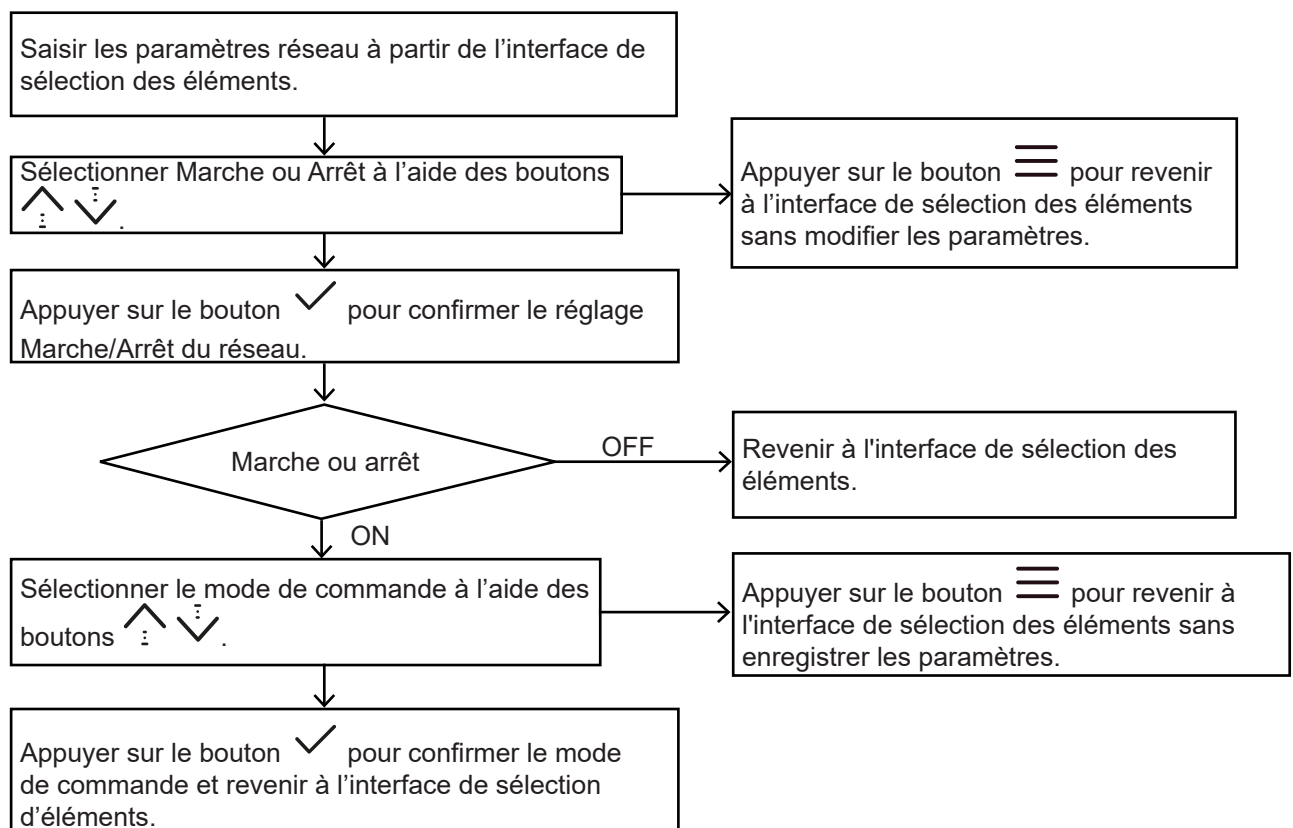 Saisir les paramètres réseau à partir de l’interface de
sélection des éléments.
Sélectionner Marche ou Arrêt à l’aide des boutons
.
Appuyer sur le bouton pour revenir
à l’interface de sélection des éléments
sans modifier les paramètres.
Appuyer sur le bouton pour confirmer le réglage
Marche/Arrêt du réseau.
Marche ou arrêt
OFF
Revenir à l'interface de sélection des
éléments.
ON
Sélectionner le mode de commande à l’aide des
boutons .
Appuyer sur le bouton pour revenir à
l'interface de sélection des éléments sans
enregistrer les paramètres.
Appuyer sur le bouton pour confirmer le mode
de commande et revenir à l’interface de sélection
d’éléments.